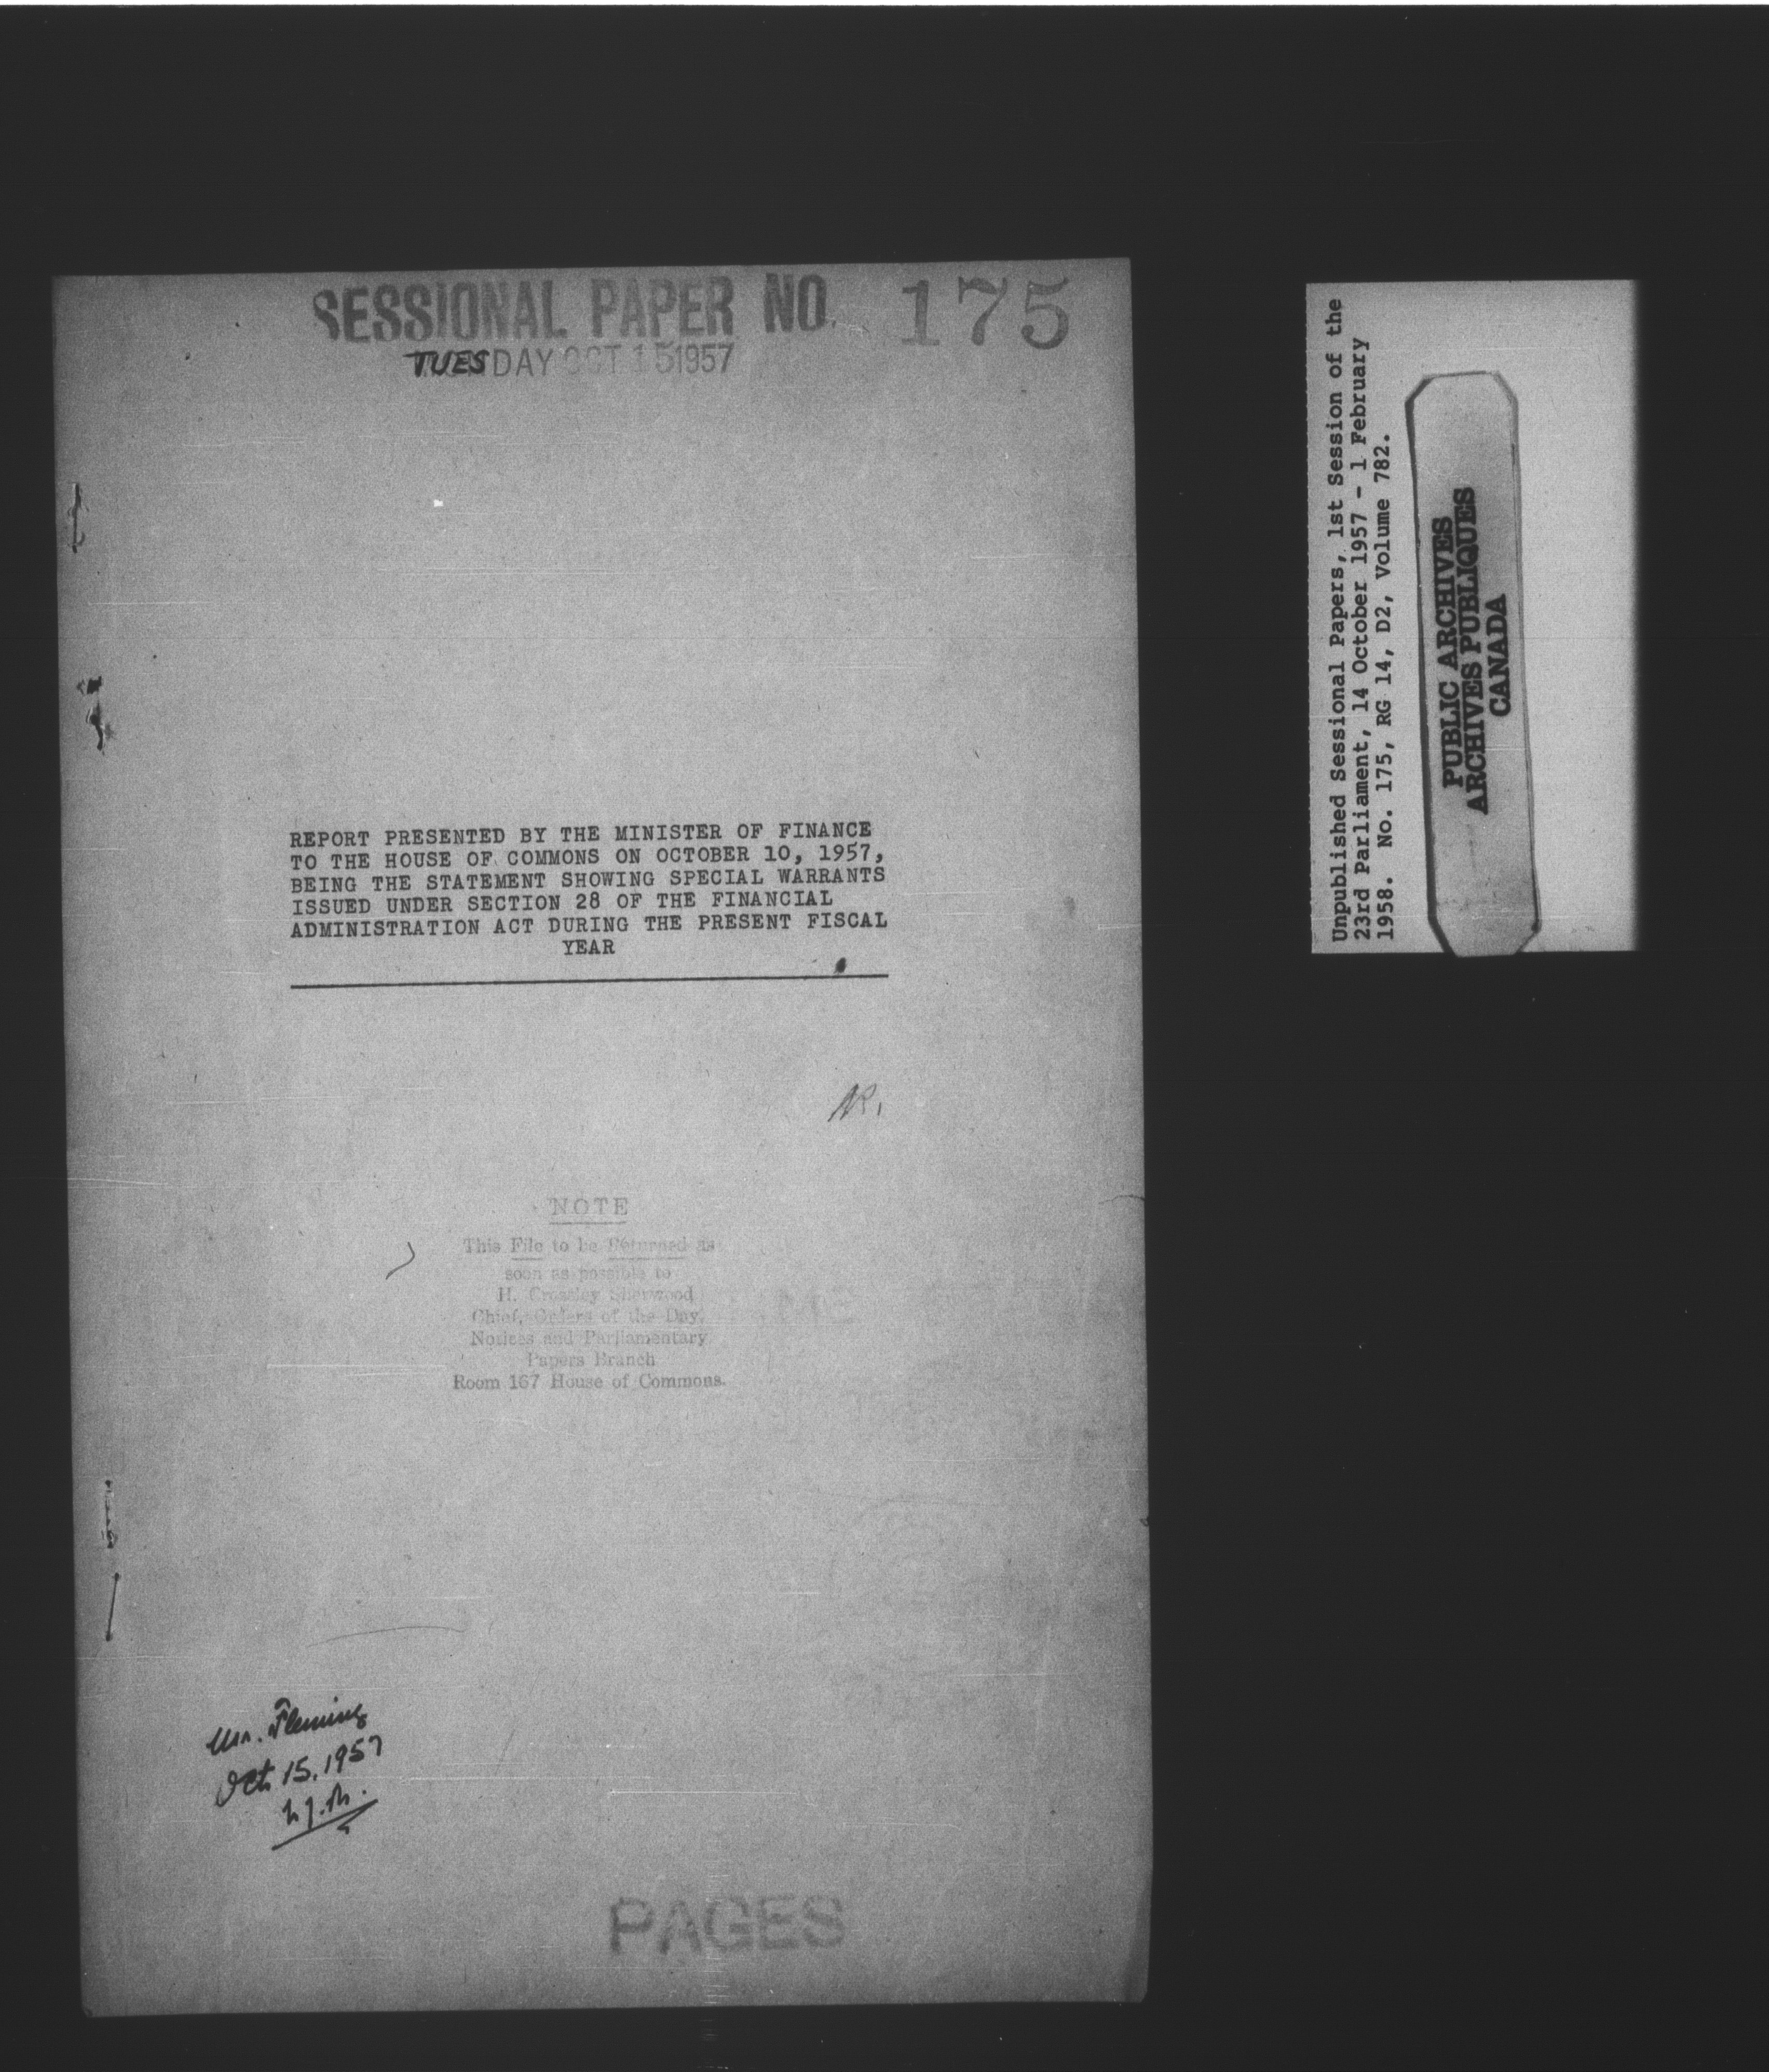 SESSIONAL PAPER NO. 175
TUESDAY OCT 15 1957
REPORT PRESENTED BY THE MINISTER OF FINANCE
TO THE HOUSE OF COMMONS ON OCTOBER 10, 1957,
BEING THE STATEMENT SHOWING SPECIAL WARRANTS
ISSUED UNDER SECTION 28 OF THE FINANCIAL
ADMINISTRATION ACT DURING THE PRESENT FISCAL
YEAR
NOTE
This File to be Returned as
soon as possible to
H. Crossley Sherwood
Chief, Orders of the Day,
Notices and Parliamentary
Papers Branch
Room 167 House of Commons.
Mr. Fleming
Oct. 15. 1957
PAGES
Unpublished Sessional Papers, 1st Session of the
23rd Parliament, 14 October 1957 - 1 February
1958. No. 175, RG 14, D2, Volume 782.
PUBLIC ARCHIVES
ARCHIVES PUBLIQUES
CANADA